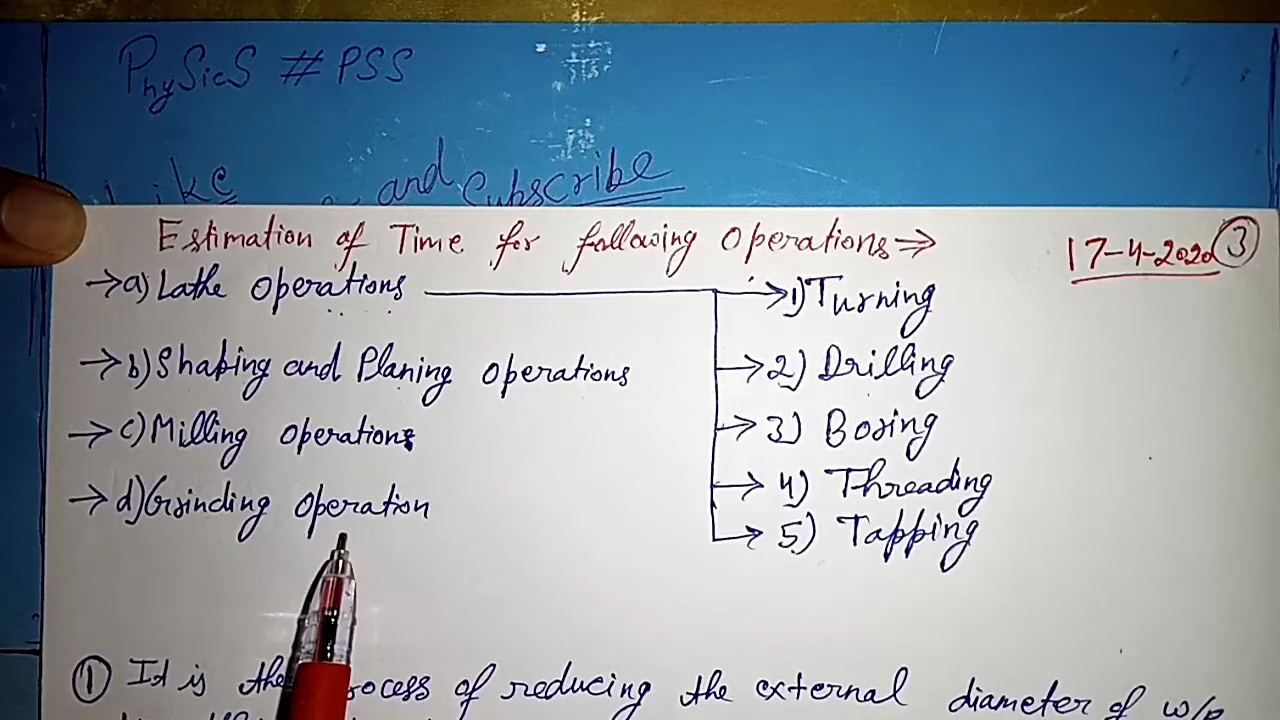 PhySicS # PSS
Like and Subscribe
Estimation of Time for following Operations⇒
17-4-2020 3
→a) Lathe Operations
→1) Turning
→b) Shaping and Planing Operations
→2) Drilling
→c) Milling Operations
→3) Boring
→d) Grinding Operation
→4) Threading
→5) Tapping
① It is the process of reducing the external diameter of w/p